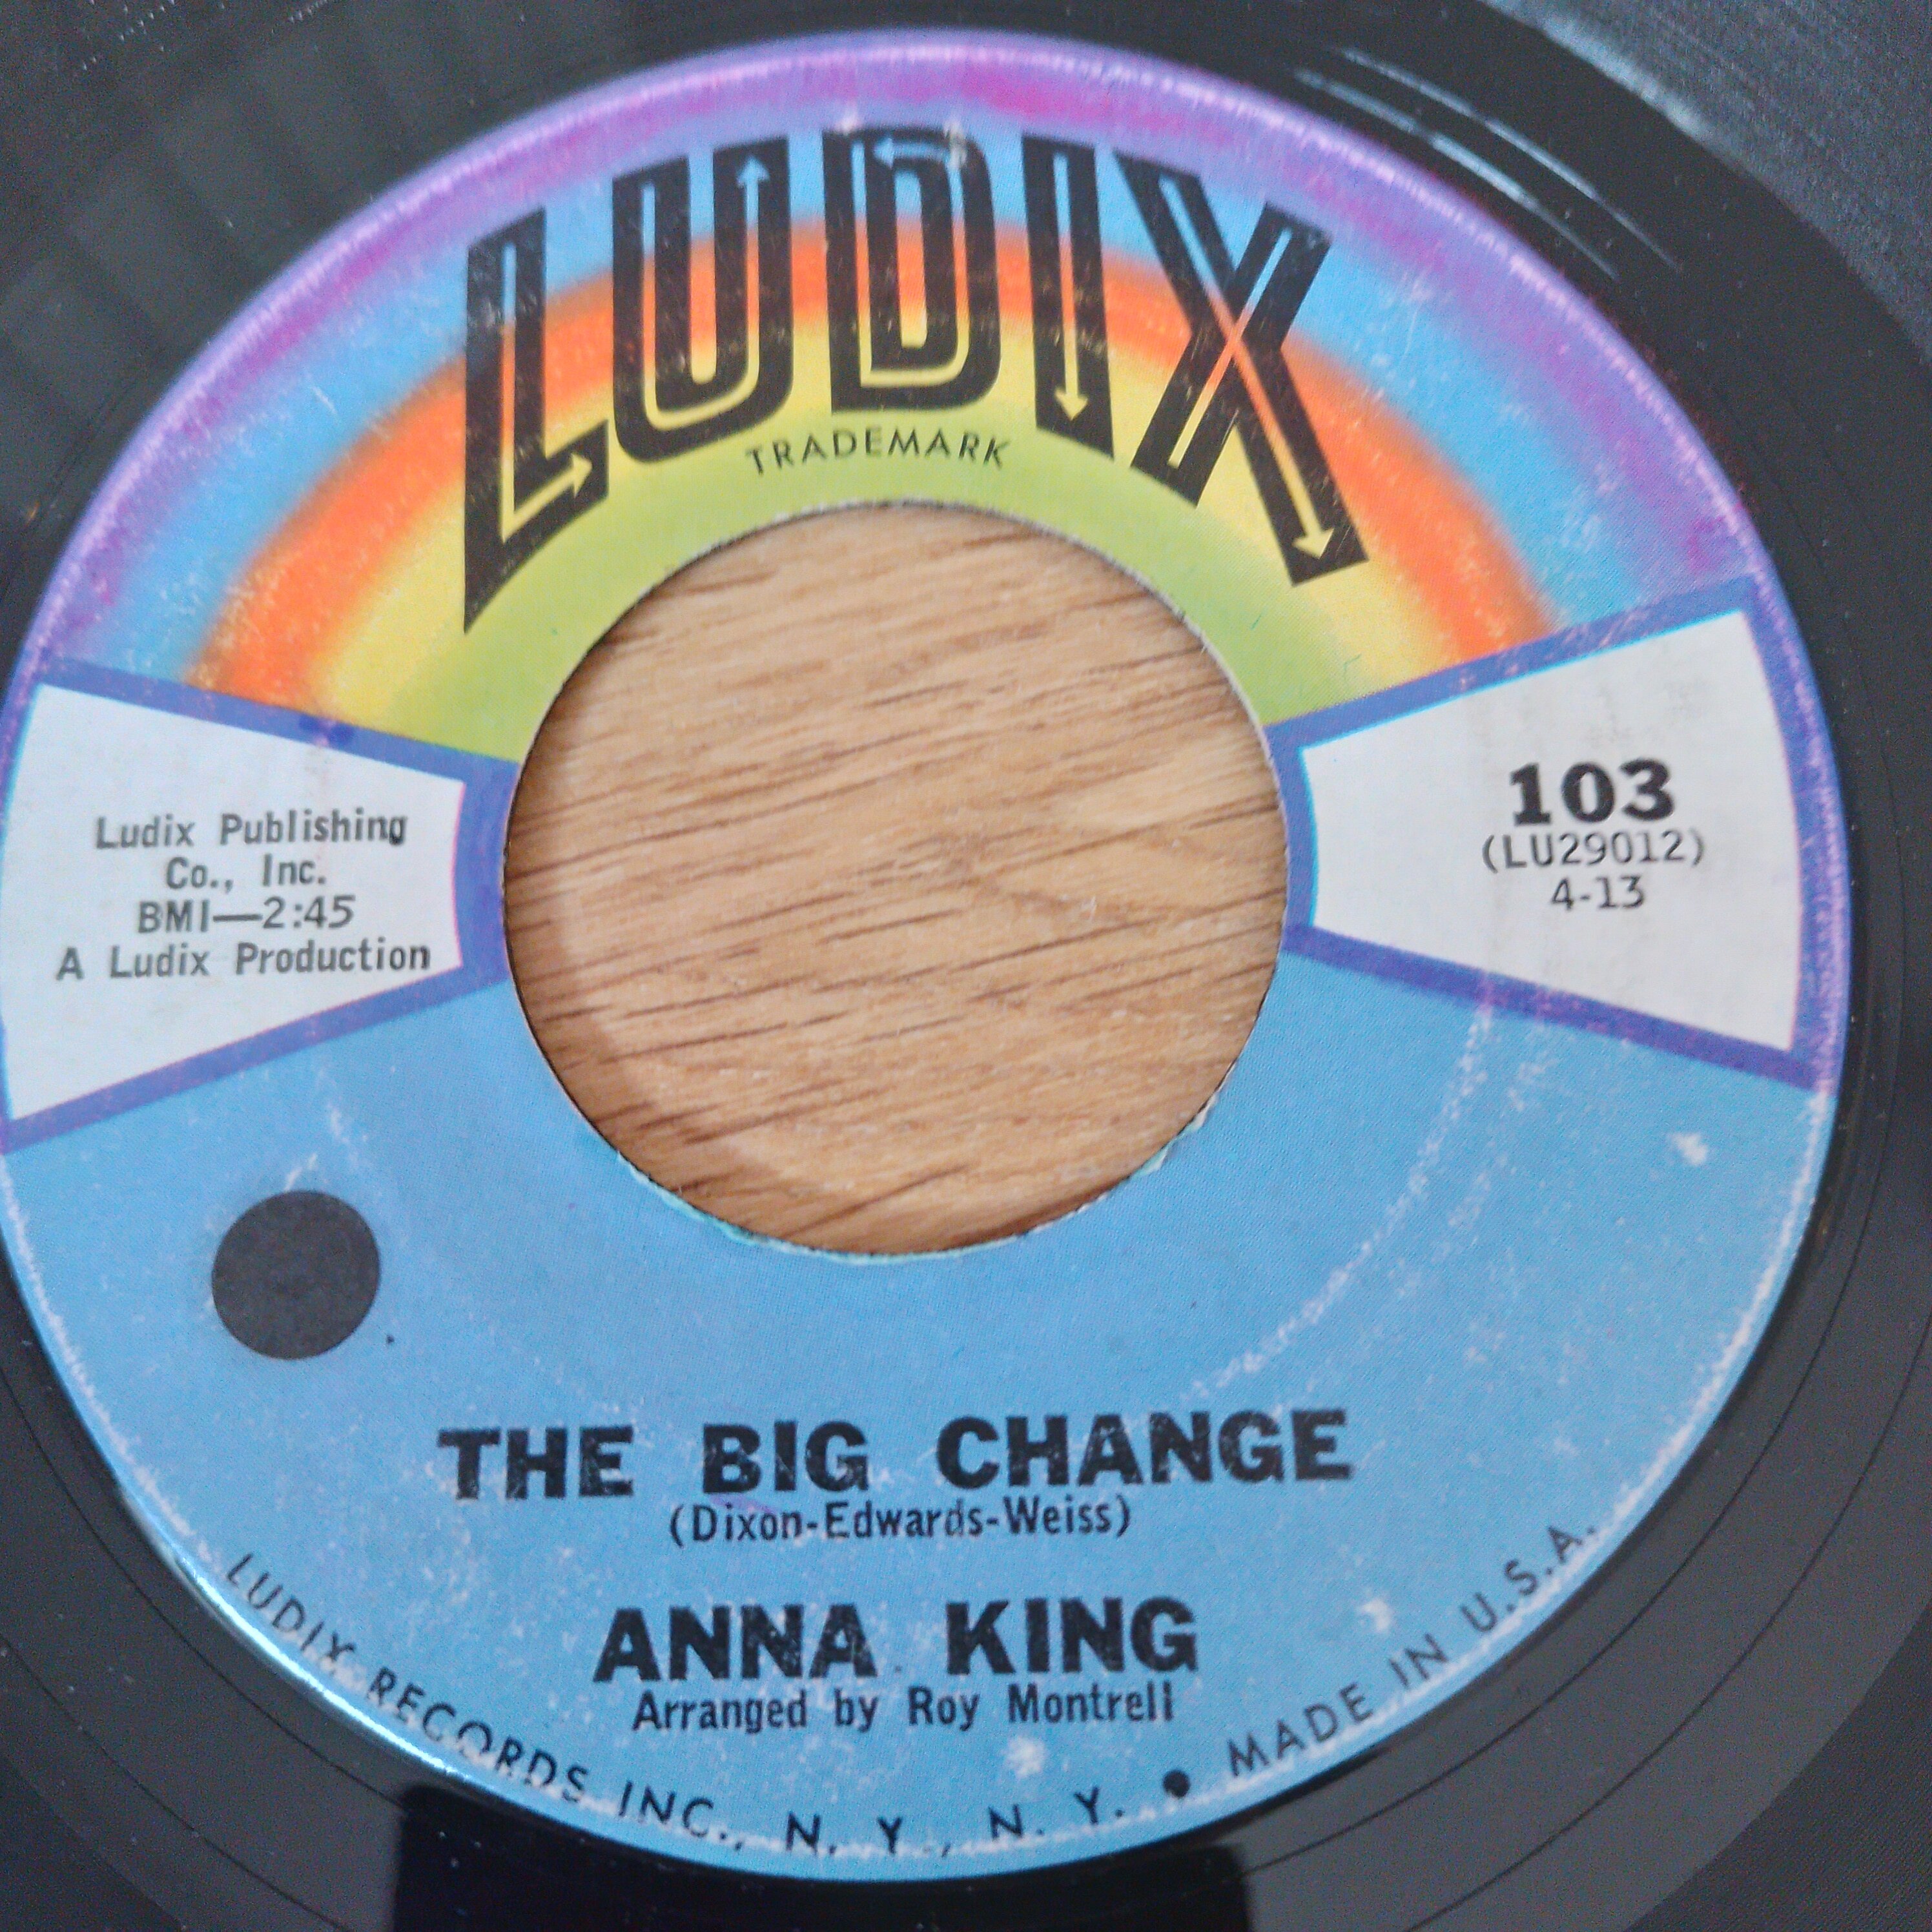 LUDIX
TRADEMARK
Ludix Publishing
Co., Inc.
BMI—2:45
A Ludix Production
103
(LU29012)
4-13
THE BIG CHANGE
(Dixon-Edwards-Weiss)
ANNA KING
Arranged by Roy Montrell
LUDIX RECORDS INC., N. Y., N. Y. ● MADE IN U.S.A.